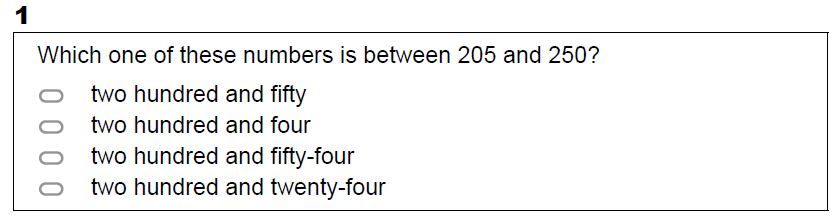 1
Which one of these numbers is between 205 and 250?
two hundred and fifty
two hundred and four
two hundred and fifty-four
two hundred and twenty-four